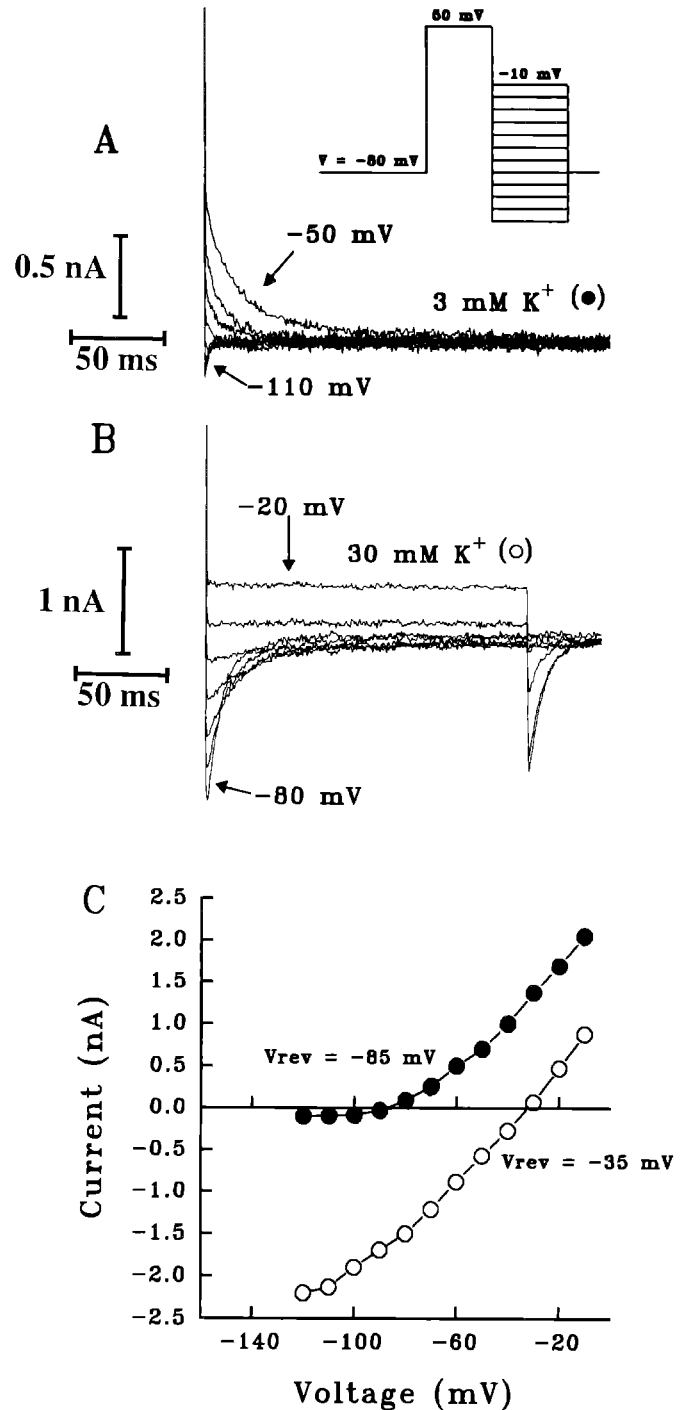 60 mV
-10 mV
A
V = -80 mV
-50 mV
0.5 nA
3 mM K+ (●)
50 ms
-110 mV
B
-20 mV
30 mM K+ (○)
1 nA
50 ms
-80 mV
C
2.5
2.0
1.5
1.0
0.5
0.0
-0.5
-1.0
-1.5
-2.0
-2.5
Current (nA)
Vrev = -85 mV
Vrev = -35 mV
-140 -100 -60 -20
Voltage (mV)